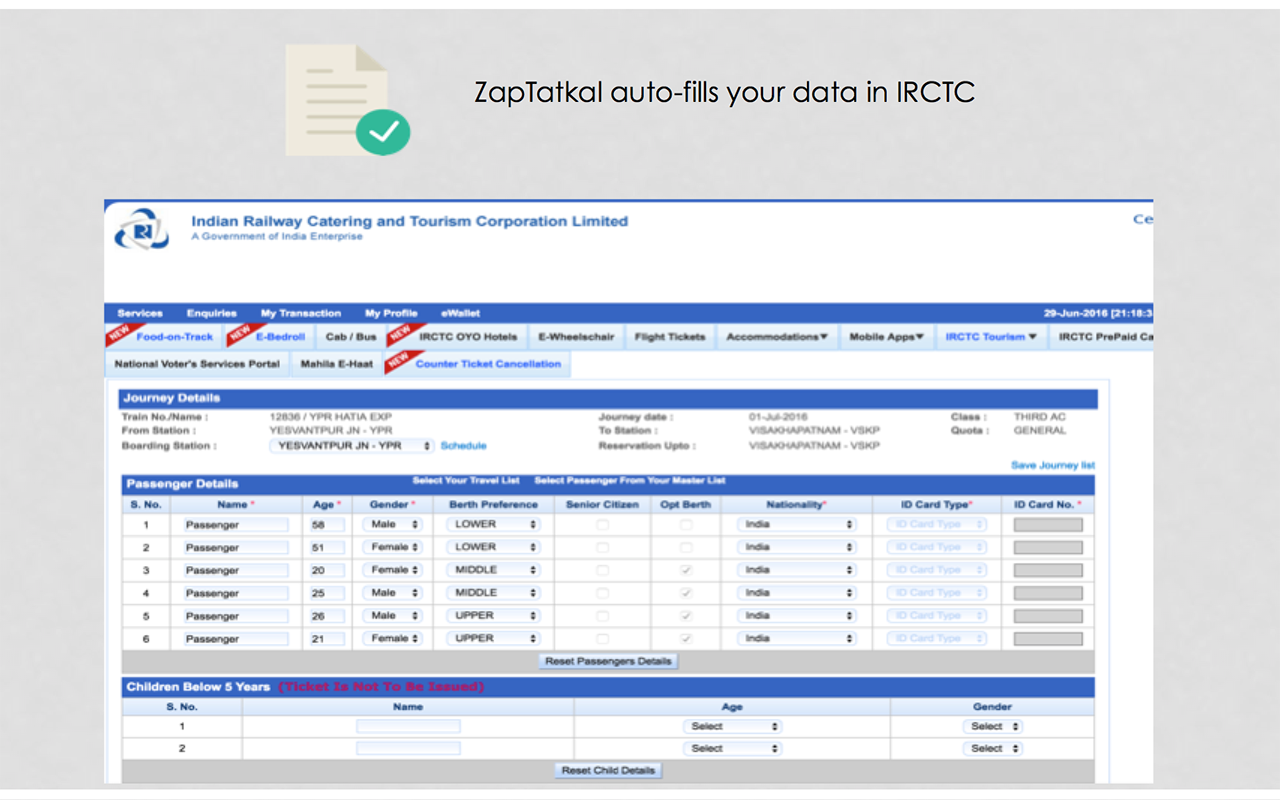 ZapTatkal auto-fills your data in IRCTC
Indian Railway Catering and Tourism Corporation Limited
A Government of India Enterprise
Ce
Services Enquiries My Transaction My Profile eWallet 29-Jun-2016 [21:18:3
NEW Food-on-Track NEW E-Bedroll Cab / Bus NEW IRCTC OYO Hotels E-Wheelschair Flight Tickets Accommodations▼ Mobile Apps▼ IRCTC Tourism ▼ IRCTC PrePaid Ca
National Voter's Services Portal Mahila E-Haat NEW Counter Ticket Cancellation
Journey Details
Train No./Name : 12836 / YPR HATIA EXP Journey date : 01-Jul-2016 Class : THIRD AC
From Station : YESVANTPUR JN - YPR To Station : VISAKHAPATNAM - VSKP Quota : GENERAL
Boarding Station : YESVANTPUR JN - YPR Schedule Reservation Upto : VISAKHAPATNAM - VSKP
Save Journey list
Passenger Details Select Your Travel List Select Passenger From Your Master List
S. No. Name * Age * Gender * Berth Preference Senior Citizen Opt Berth Nationality* ID Card Type* ID Card No. *
1 Passenger 58 Male LOWER India ID Card Type
2 Passenger 51 Female LOWER India ID Card Type
3 Passenger 20 Female MIDDLE India ID Card Type
4 Passenger 25 Male MIDDLE India ID Card Type
5 Passenger 26 Male UPPER India ID Card Type
6 Passenger 21 Female UPPER India ID Card Type
Reset Passengers Details
Children Below 5 Years (Ticket Is Not To Be Issued)
S. No. Name Age Gender
1 Select Select
2 Select Select
Reset Child Details